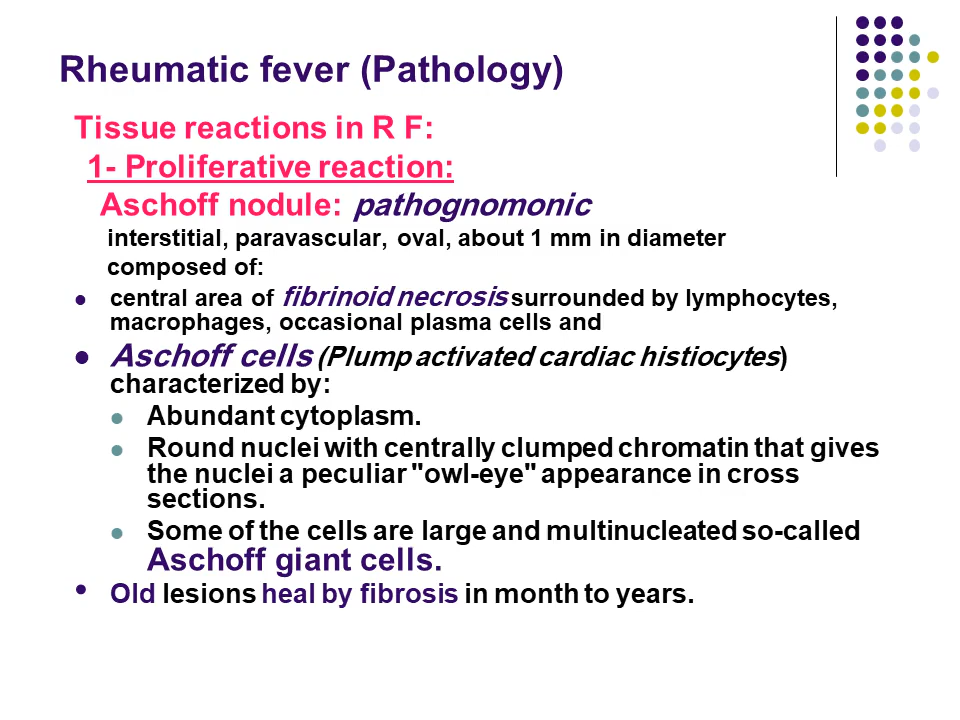 Rheumatic fever (Pathology)
Tissue reactions in R F:
1- Proliferative reaction:
Aschoff nodule: pathognomonic
interstitial, paravascular, oval, about 1 mm in diameter
composed of:
central area of fibrinoid necrosis surrounded by lymphocytes,
macrophages, occasional plasma cells and
Aschoff cells (Plump activated cardiac histiocytes)
characterized by:
Abundant cytoplasm.
Round nuclei with centrally clumped chromatin that gives
the nuclei a peculiar "owl-eye" appearance in cross
sections.
Some of the cells are large and multinucleated so-called
Aschoff giant cells.
Old lesions heal by fibrosis in month to years.